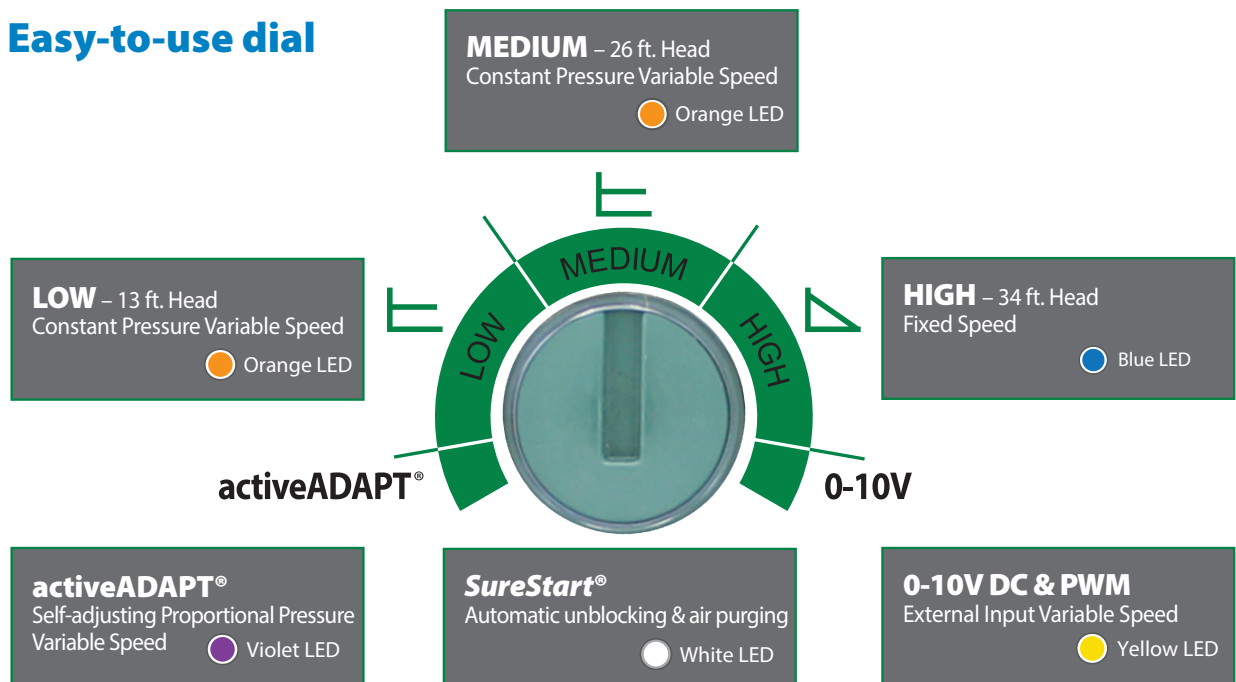 Easy-to-use dial
MEDIUM – 26 ft. Head
Constant Pressure Variable Speed
Orange LED
LOW – 13 ft. Head
Constant Pressure Variable Speed
Orange LED
LOW
MEDIUM
HIGH
HIGH – 34 ft. Head
Fixed Speed
Blue LED
activeADAPT®
0-10V
activeADAPT®
Self-adjusting Proportional Pressure
Variable Speed
Violet LED
SureStart®
Automatic unblocking & air purging
White LED
0-10V DC & PWM
External Input Variable Speed
Yellow LED